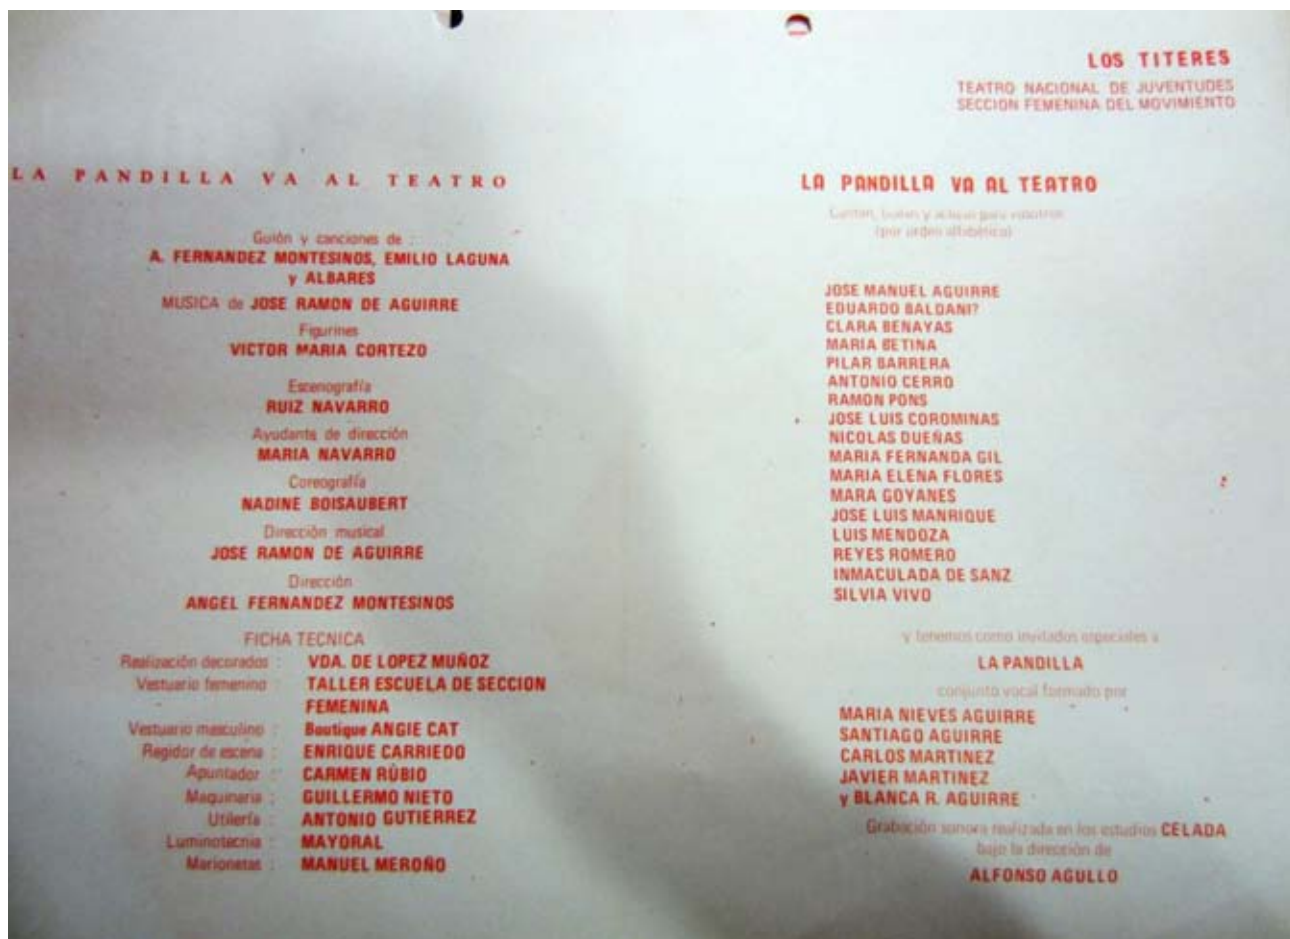 LA PANDILLA VA AL TEATRO
Guión y canciones de :
A. FERNANDEZ MONTESINOS, EMILIO LAGUNA
y ALBARES
MUSICA de JOSE RAMON DE AGUIRRE
Figurines
VICTOR MARIA CORTEZO
Escenografía
RUIZ NAVARRO
Ayudante de dirección
MARIA NAVARRO
Coreografía
NADINE BOISAUBERT
Dirección musical
JOSE RAMON DE AGUIRRE
Dirección
ANGEL FERNANDEZ MONTESINOS
FICHA TECNICA
Realización decorados : VDA. DE LOPEZ MUÑOZ
Vestuario femenino : TALLER ESCUELA DE SECCION
FEMENINA
Vestuario masculino : Boutique ANGIE CAT
Regidor de escena : ENRIQUE CARRIEDO
Apuntador : CARMEN RUBIO
Maquinaria : GUILLERMO NIETO
Utilería : ANTONIO GUTIERREZ
Luminotecnia : MAYORAL
Marionetas : MANUEL MEROÑO
LOS TITERES
TEATRO NACIONAL DE JUVENTUDES
SECCION FEMENINA DEL MOVIMIENTO
LA PANDILLA VA AL TEATRO
Cantan, bailan y actúan para vosotros
(por orden alfabético)
JOSE MANUEL AGUIRRE
EDUARDO BALDANI?
CLARA BENAYAS
MARIA BETINA
PILAR BARRERA
ANTONIO CERRO
RAMON PONS
JOSE LUIS COROMINAS
NICOLAS DUEÑAS
MARIA FERNANDA GIL
MARIA ELENA FLORES
MARA GOYANES
JOSE LUIS MANRIQUE
LUIS MENDOZA
REYES ROMERO
INMACULADA DE SANZ
SILVIA VIVO
y tenemos como invitados especiales a
LA PANDILLA
conjunto vocal formado por
MARIA NIEVES AGUIRRE
SANTIAGO AGUIRRE
CARLOS MARTINEZ
JAVIER MARTINEZ
y BLANCA R. AGUIRRE
Grabación sonora realizada en los estudios CELADA
bajo la dirección de
ALFONSO AGULLO